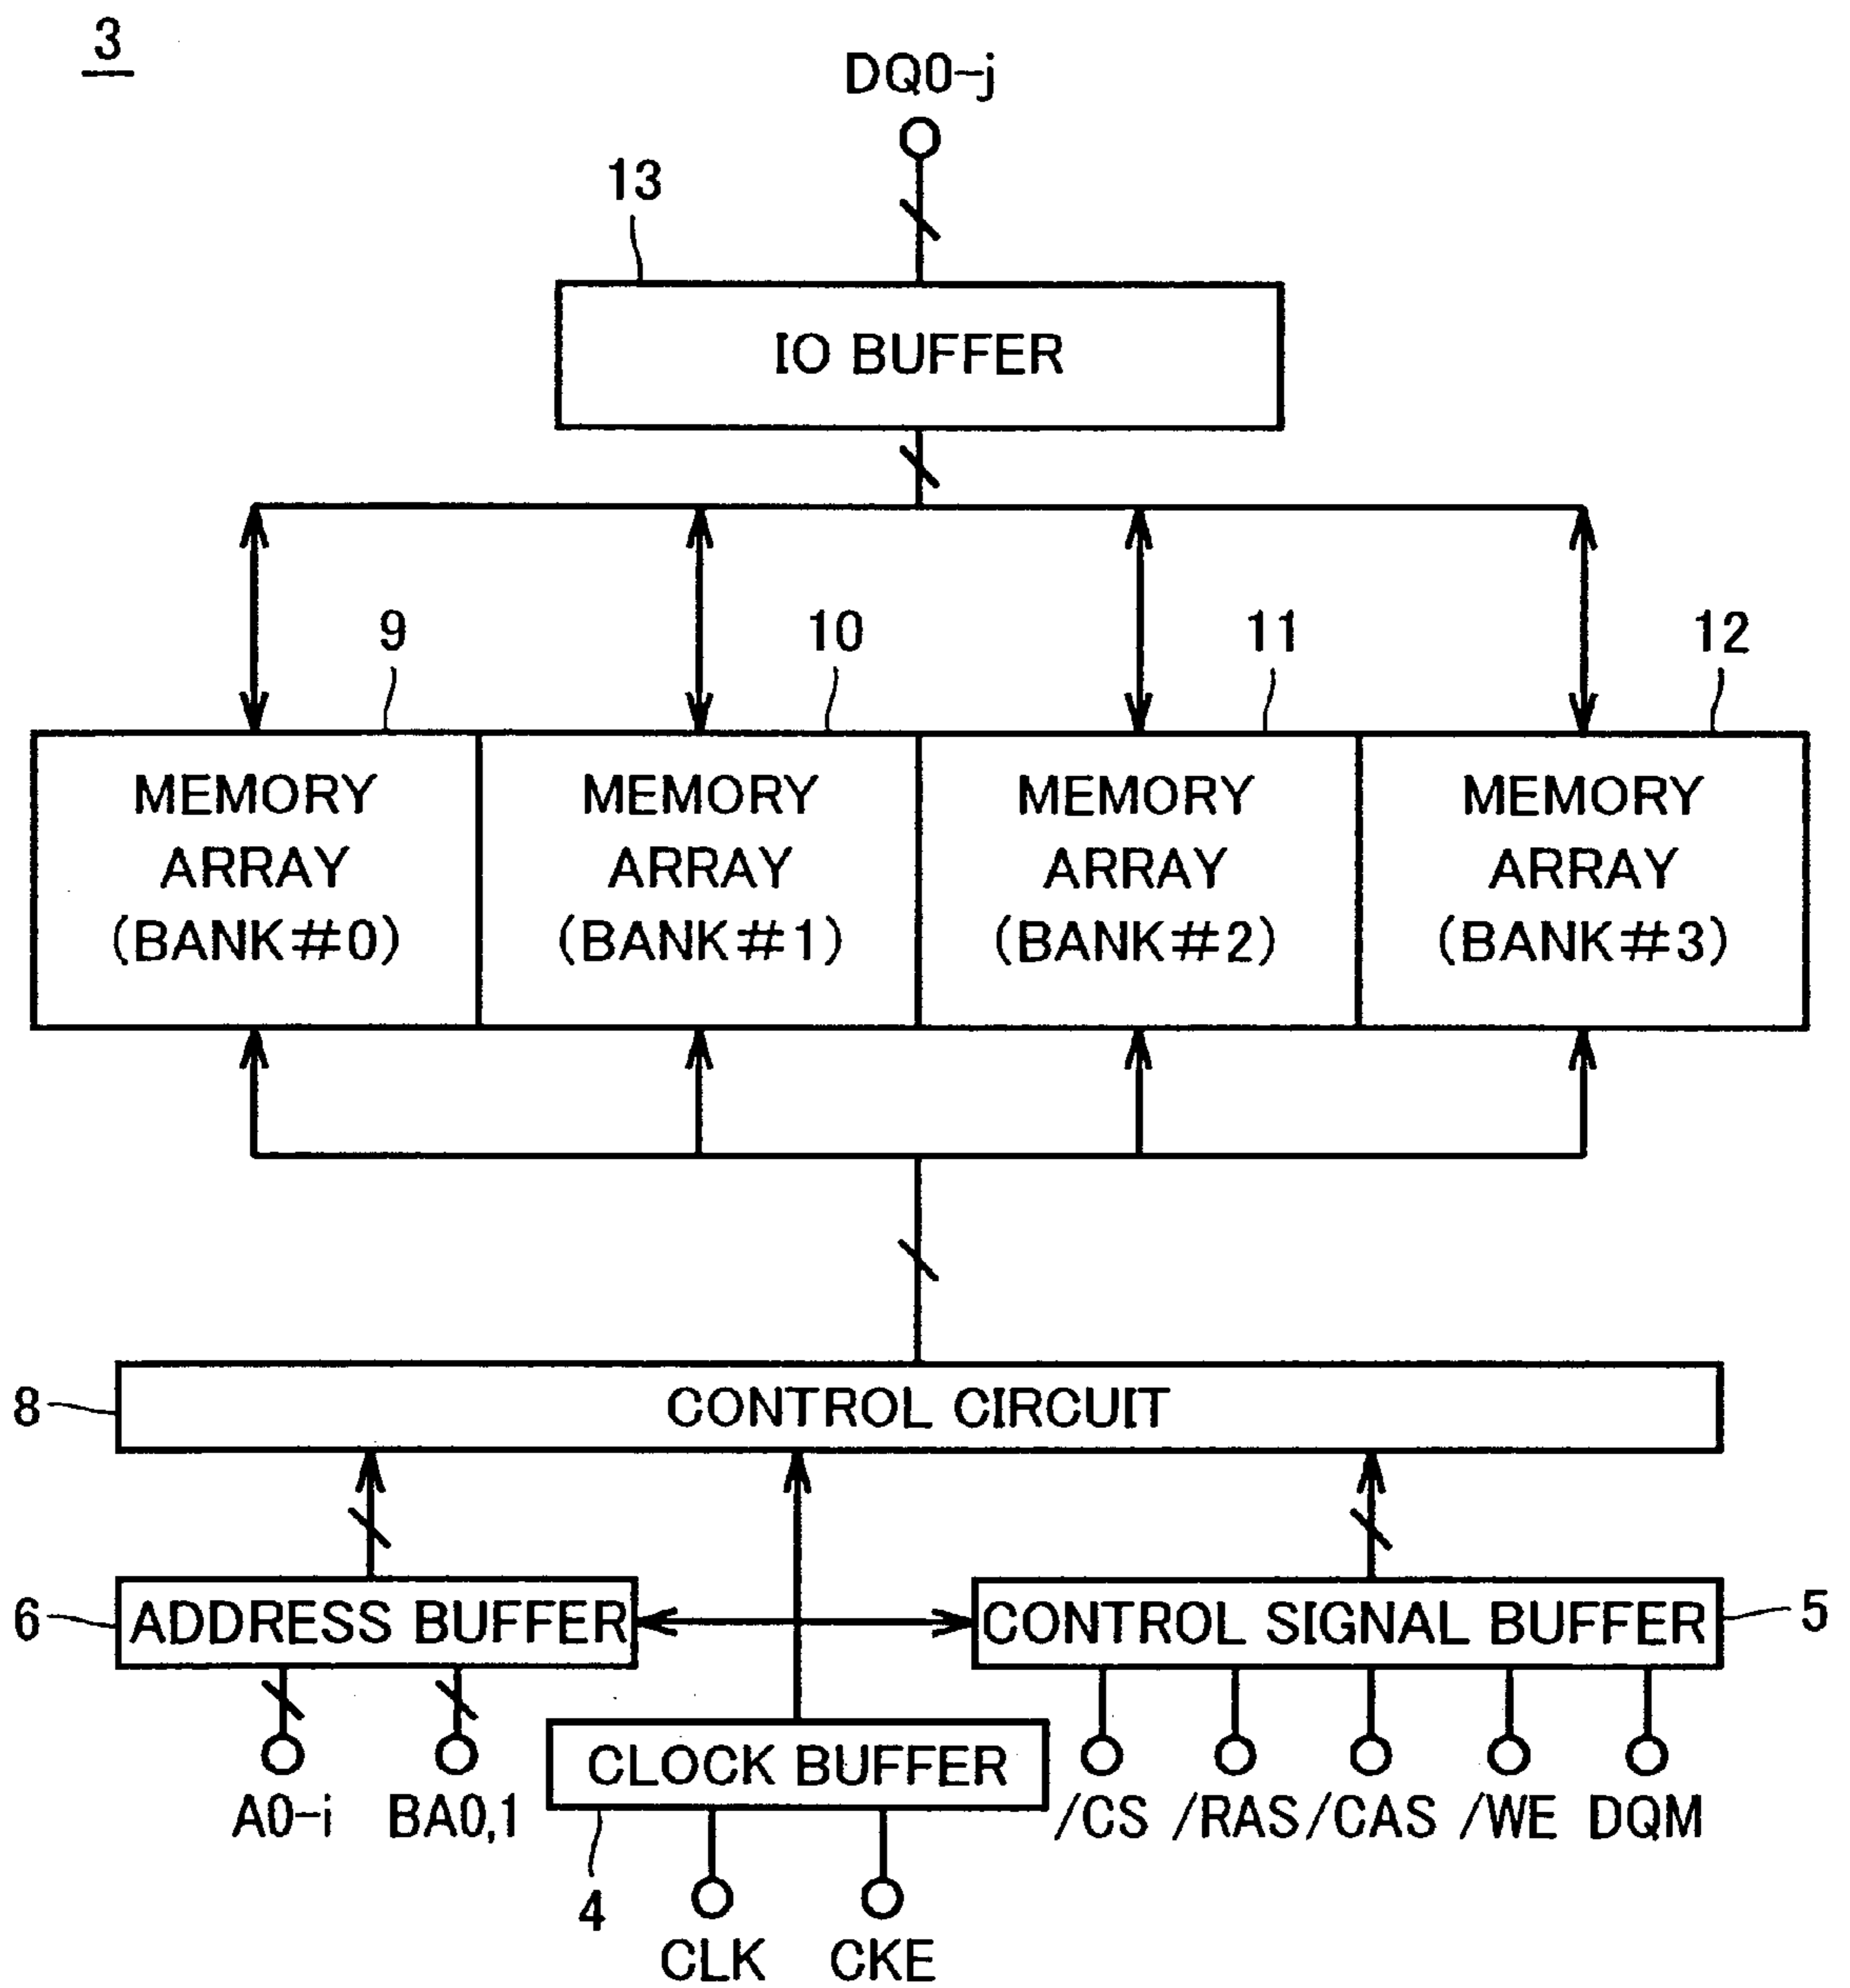 3
DQ0-j
13
IO BUFFER
9
10
11
12
MEMORY ARRAY (BANK#0)
MEMORY ARRAY (BANK#1)
MEMORY ARRAY (BANK#2)
MEMORY ARRAY (BANK#3)
8
CONTROL CIRCUIT
6
ADDRESS BUFFER
CONTROL SIGNAL BUFFER
5
CLOCK BUFFER
A0-i
BA0,1
/CS
/RAS
/CAS
/WE
DQM
4
CLK
CKE